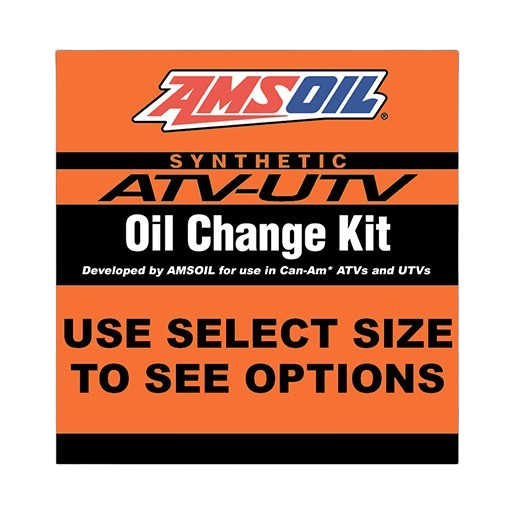 AMSOIL®
SYNTHETIC
ATV-UTV
Oil Change Kit
Developed by AMSOIL for use in Can-Am* ATVs and UTVs
USE SELECT SIZE
TO SEE OPTIONS